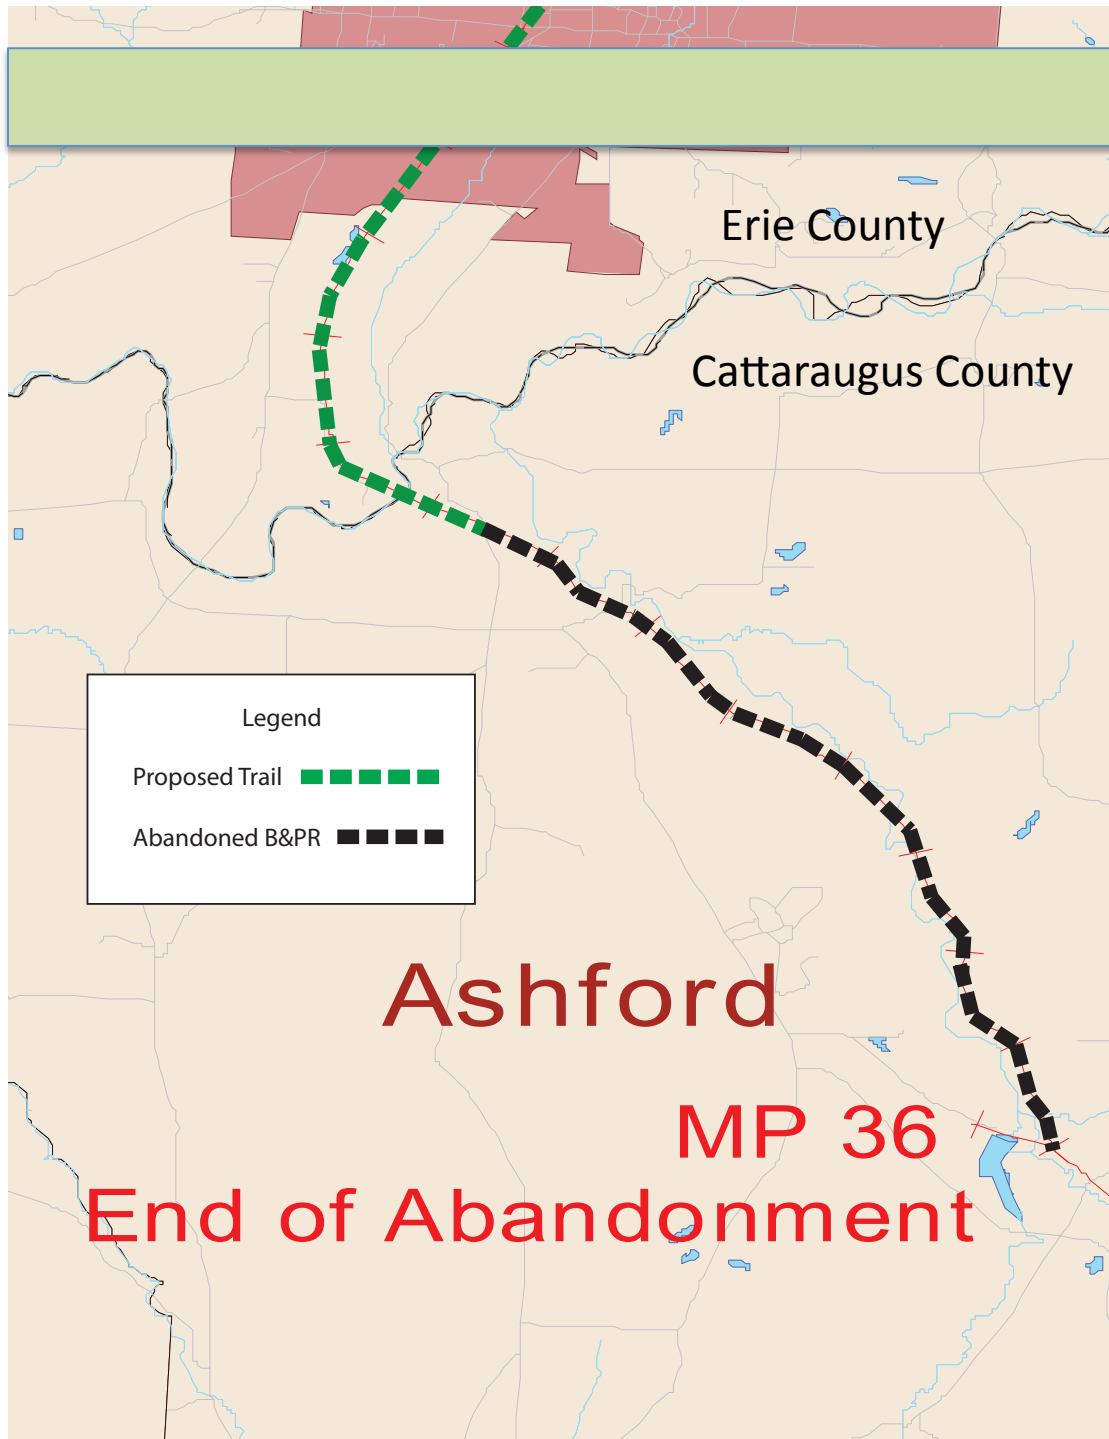 Erie County
Cattaraugus County
Legend
Proposed Trail
Abandoned B&PR
Ashford
MP 36
End of Abandonment